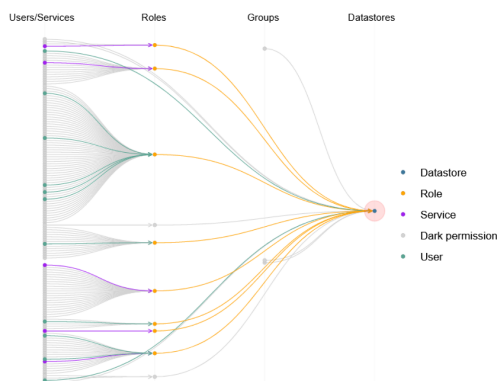 Users/Services Roles Groups Datastores
Datastore
Role
Service
Dark permission
User